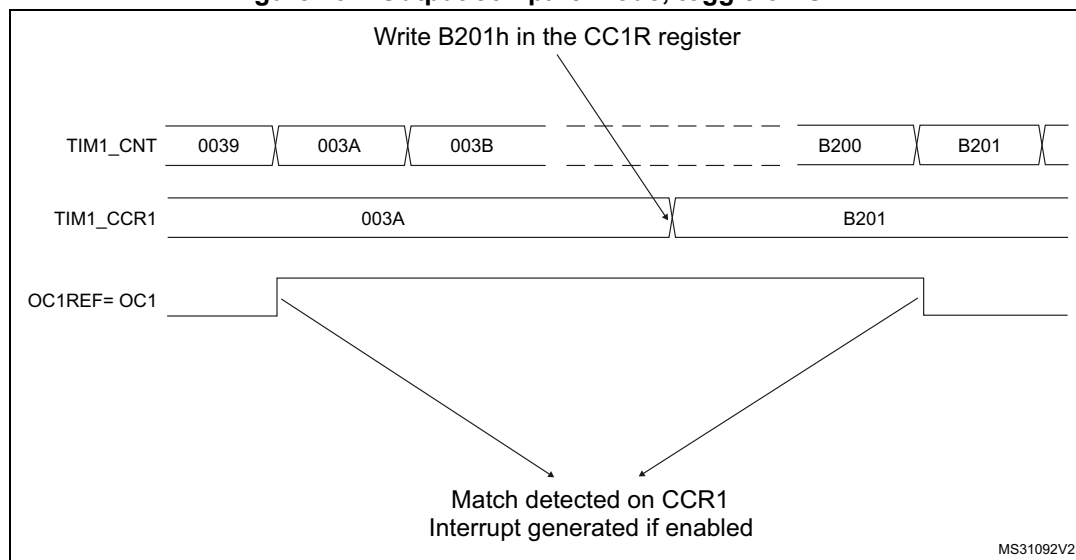 Write B201h in the CC1R register
TIM1_CNT 0039 003A 003B B200 B201
TIM1_CCR1 003A B201
OC1REF= OC1
Match detected on CCR1
Interrupt generated if enabled
MS31092V2